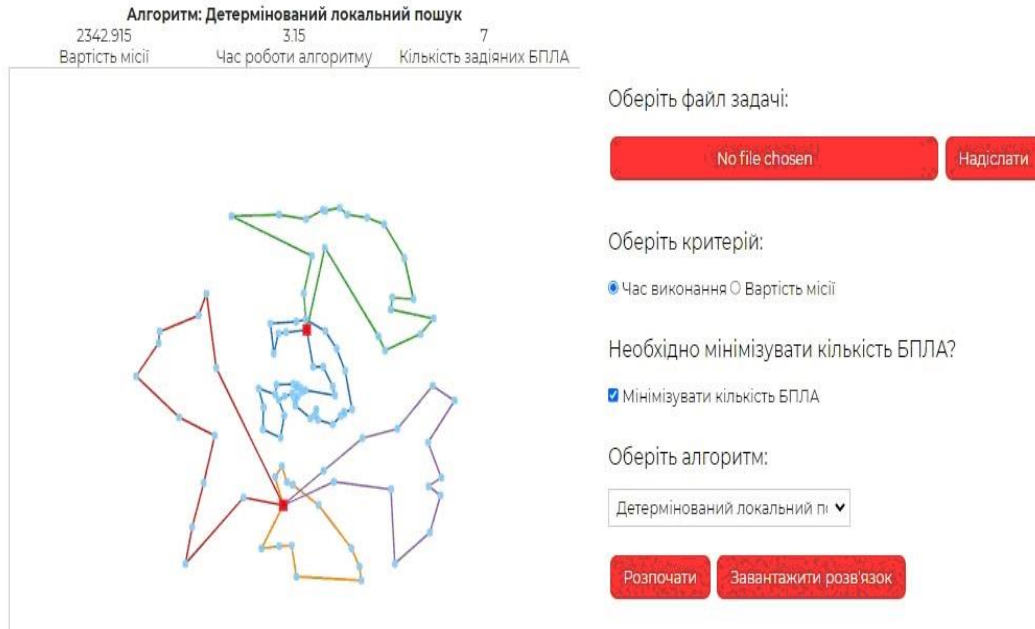 Алгоритм: Детермінований локальний пошук
2342.915 3.15 7
Вартість місії Час роботи алгоритму Кількість задіяних БПЛА
Оберіть файл задачі:
No file chosen Надіслати
Оберіть критерій:
Час виконання Вартість місії
Необхідно мінімізувати кількість БПЛА?
Мінімізувати кількість БПЛА
Оберіть алгоритм:
Детермінований локальний по
Розпочати Завантажити розв'язок